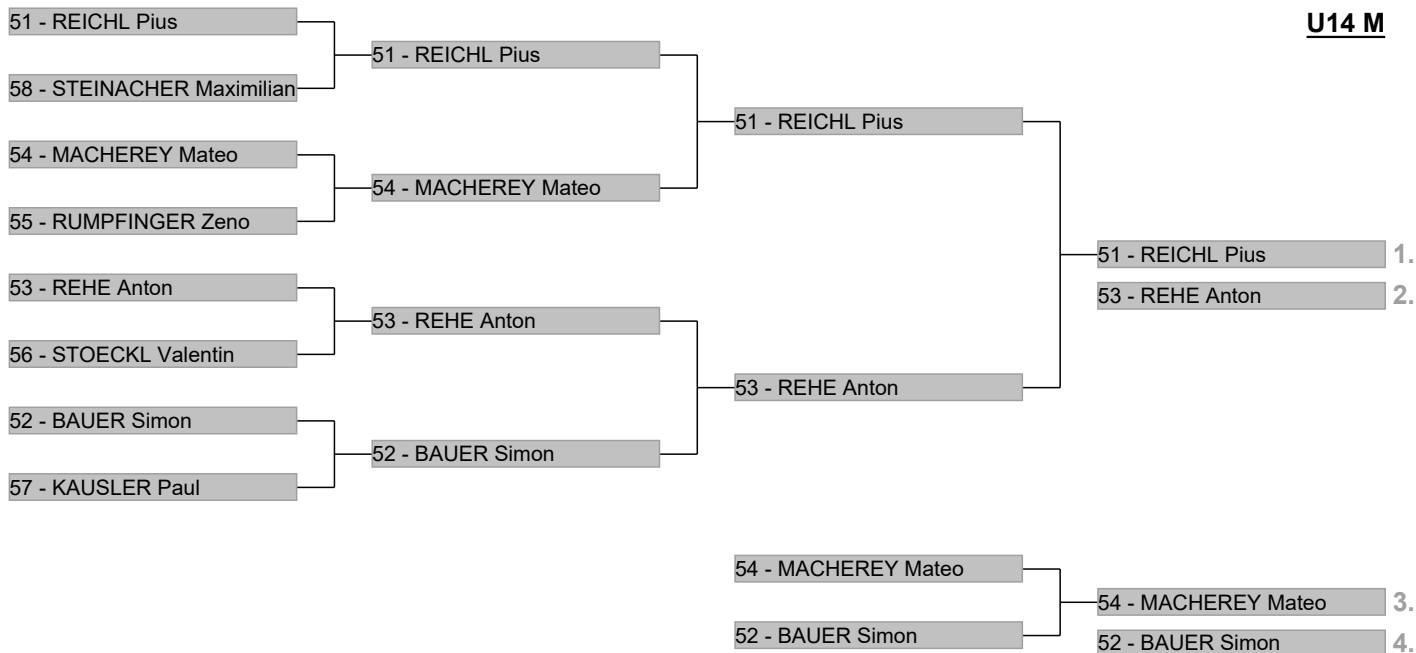 U14 M
51 - REICHL Pius
58 - STEINACHER Maximilian
54 - MACHEREY Mateo
55 - RUMPFINGER Zeno
53 - REHE Anton
56 - STOECKL Valentin
52 - BAUER Simon
57 - KAUSLER Paul
51 - REICHL Pius
54 - MACHEREY Mateo
53 - REHE Anton
52 - BAUER Simon
51 - REICHL Pius
53 - REHE Anton
51 - REICHL Pius 1.
53 - REHE Anton 2.
54 - MACHEREY Mateo
52 - BAUER Simon
54 - MACHEREY Mateo 3.
52 - BAUER Simon 4.